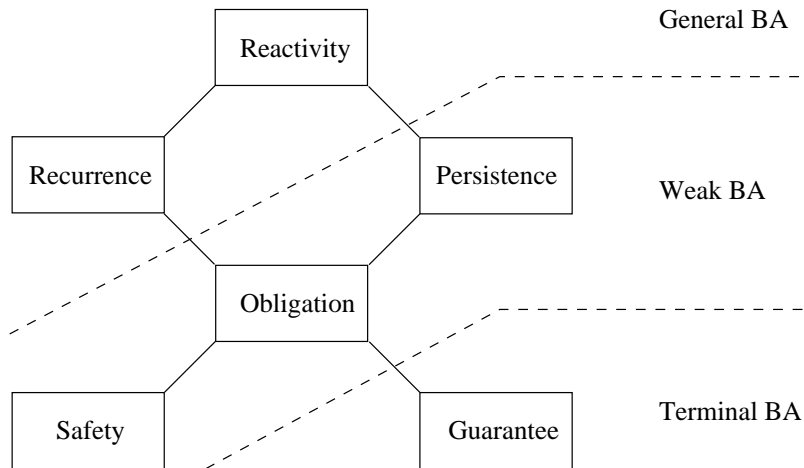 General BA
Reactivity
Recurrence
Persistence
Weak BA
Obligation
Safety
Guarantee
Terminal BA